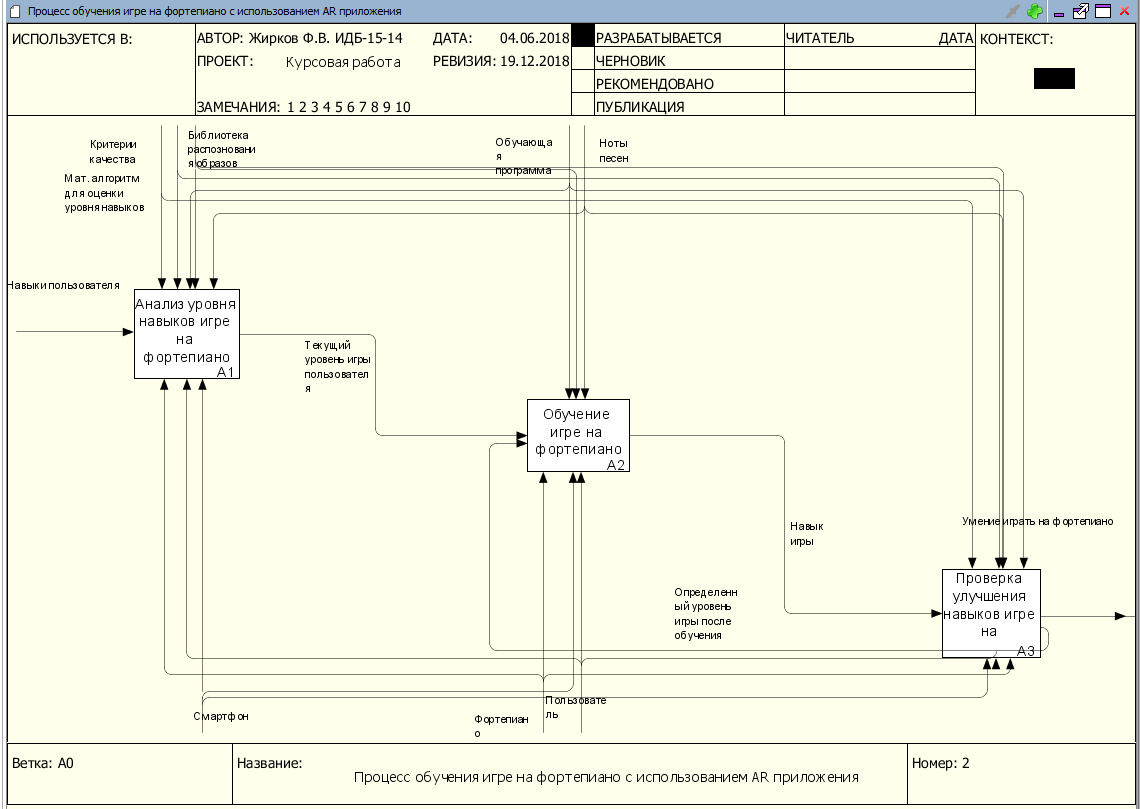 Процесс обучения игре на фортепиано с использованием AR приложения
ИСПОЛЬЗУЕТСЯ В:
АВТОР: Жирков Ф.В. ИДБ-15-14
ДАТА: 04.06.2018
РАЗРАБАТЫВАЕТСЯ
ЧИТАТЕЛЬ
ДАТА
КОНТЕКСТ:
ПРОЕКТ: Курсовая работа
РЕВИЗИЯ: 19.12.2018
ЧЕРНОВИК
РЕКОМЕНДОВАНО
ЗАМЕЧАНИЯ: 1 2 3 4 5 6 7 8 9 10
ПУБЛИКАЦИЯ
Критерии
качества
Библиотека
распозновани
я образов
Обучающа
я
программа
Ноты
песен
Мат.алгоритм
для оценки
уровня навыков
Навыки пользователя
Анализ уровня
навыков игре
на
фортепиано
A1
Текущий
уровень игры
пользовател
я
Обучение
игре на
фортепиано
A2
Навык
игры
Умение играть на фортепиано
Определенн
ый уровень
игры после
обучения
Проверка
улучшения
навыков игре
на
A3
Смартфон
Фортепиан
о
Пользовате
ль
Ветка: A0
Название:
Процесс обучения игре на фортепиано с использованием AR приложения
Номер: 2